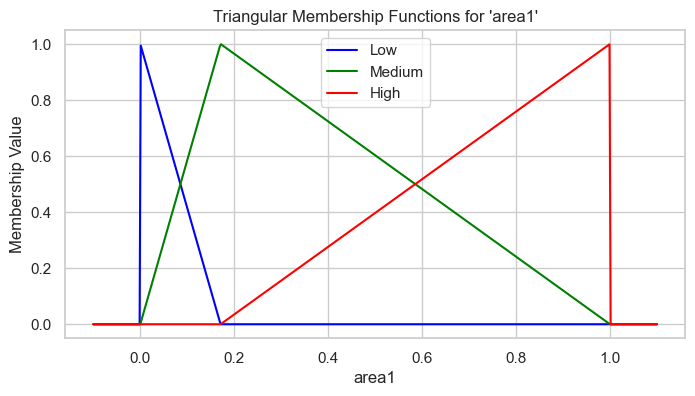 Triangular Membership Functions for 'area1'
Low
Medium
High
Membership Value
1.0
0.8
0.6
0.4
0.2
0.0
0.0 0.2 0.4 0.6 0.8 1.0
area1